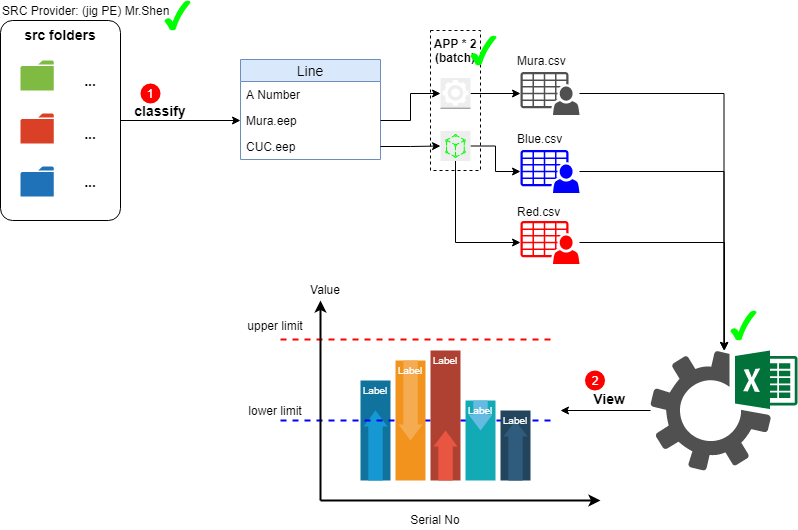 SRC Provider: (jig PE) Mr.Shen
src folders
...
...
...
1
classify
Line
A Number
Mura.eep
CUC.eep
APP * 2
(batch)
Mura.csv
Blue.csv
Red.csv
X
2
View
Value
upper limit
lower limit
Label
Label
Label
Label
Label
Serial No